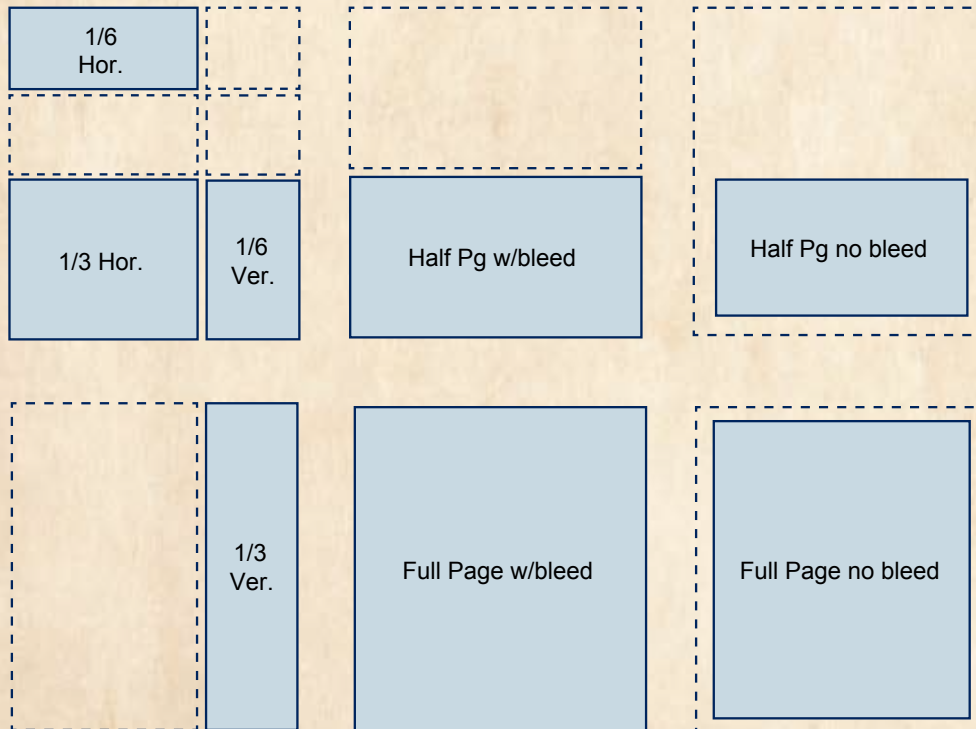 1/6
Hor.
1/3 Hor.
1/6
Ver.
Half Pg w/bleed
Half Pg no bleed
1/3
Ver.
Full Page w/bleed
Full Page no bleed